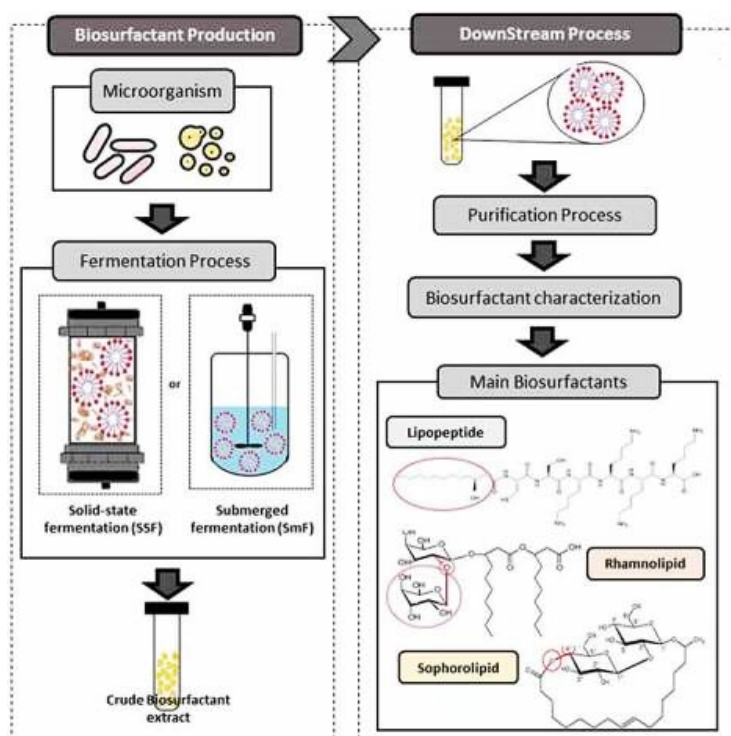 Biosurfactant Production
Microorganism
Fermentation Process
or
Solid-state
fermentation (SSF)
Submerged
fermentation (SmF)
Crude Biosurfactant
extract
DownStream Process
Purification Process
Biosurfactant characterization
Main Biosurfactants
Lipopeptide
Rhamnolipid
Sophorolipid